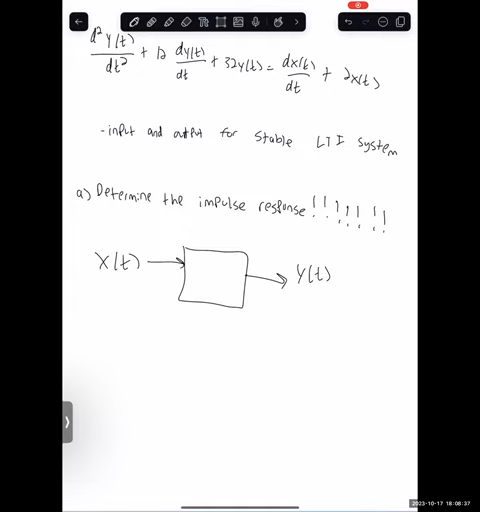 d²y(t)/dt² + 12 dy(t)/dt + 32y(t) = dx(t)/dt + 2x(t)
- input and output for stable LTI system
a) Determine the impulse response!!!!!!!
X(t)
Y(t)
2023-10-17 18:08:37